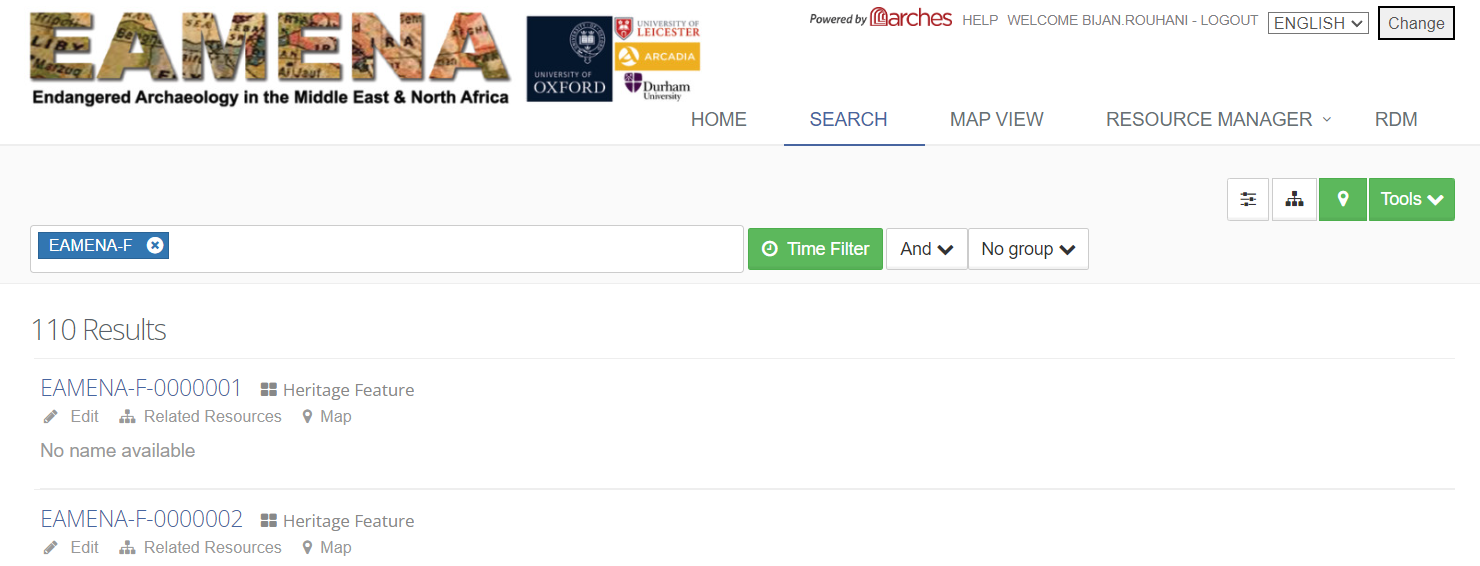 EAMENA
Endangered Archaeology in the Middle East & North Africa
UNIVERSITY OF
OXFORD
UNIVERSITY OF
LEICESTER
ARCADIA
Durham
University
Powered by arches HELP WELCOME BIJAN.ROUHANI - LOGOUT ENGLISH Change
HOME SEARCH MAP VIEW RESOURCE MANAGER RDM
Tools
EAMENA-F Time Filter And No group
110 Results
EAMENA-F-0000001 Heritage Feature
Edit Related Resources Map
No name available
EAMENA-F-0000002 Heritage Feature
Edit Related Resources Map